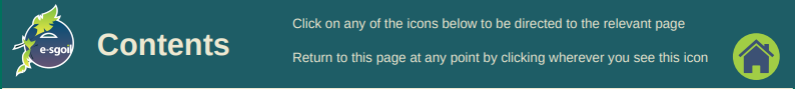 e-sgoil
Contents
Click on any of the icons below to be directed to the relevant page
Return to this page at any point by clicking wherever you see this icon